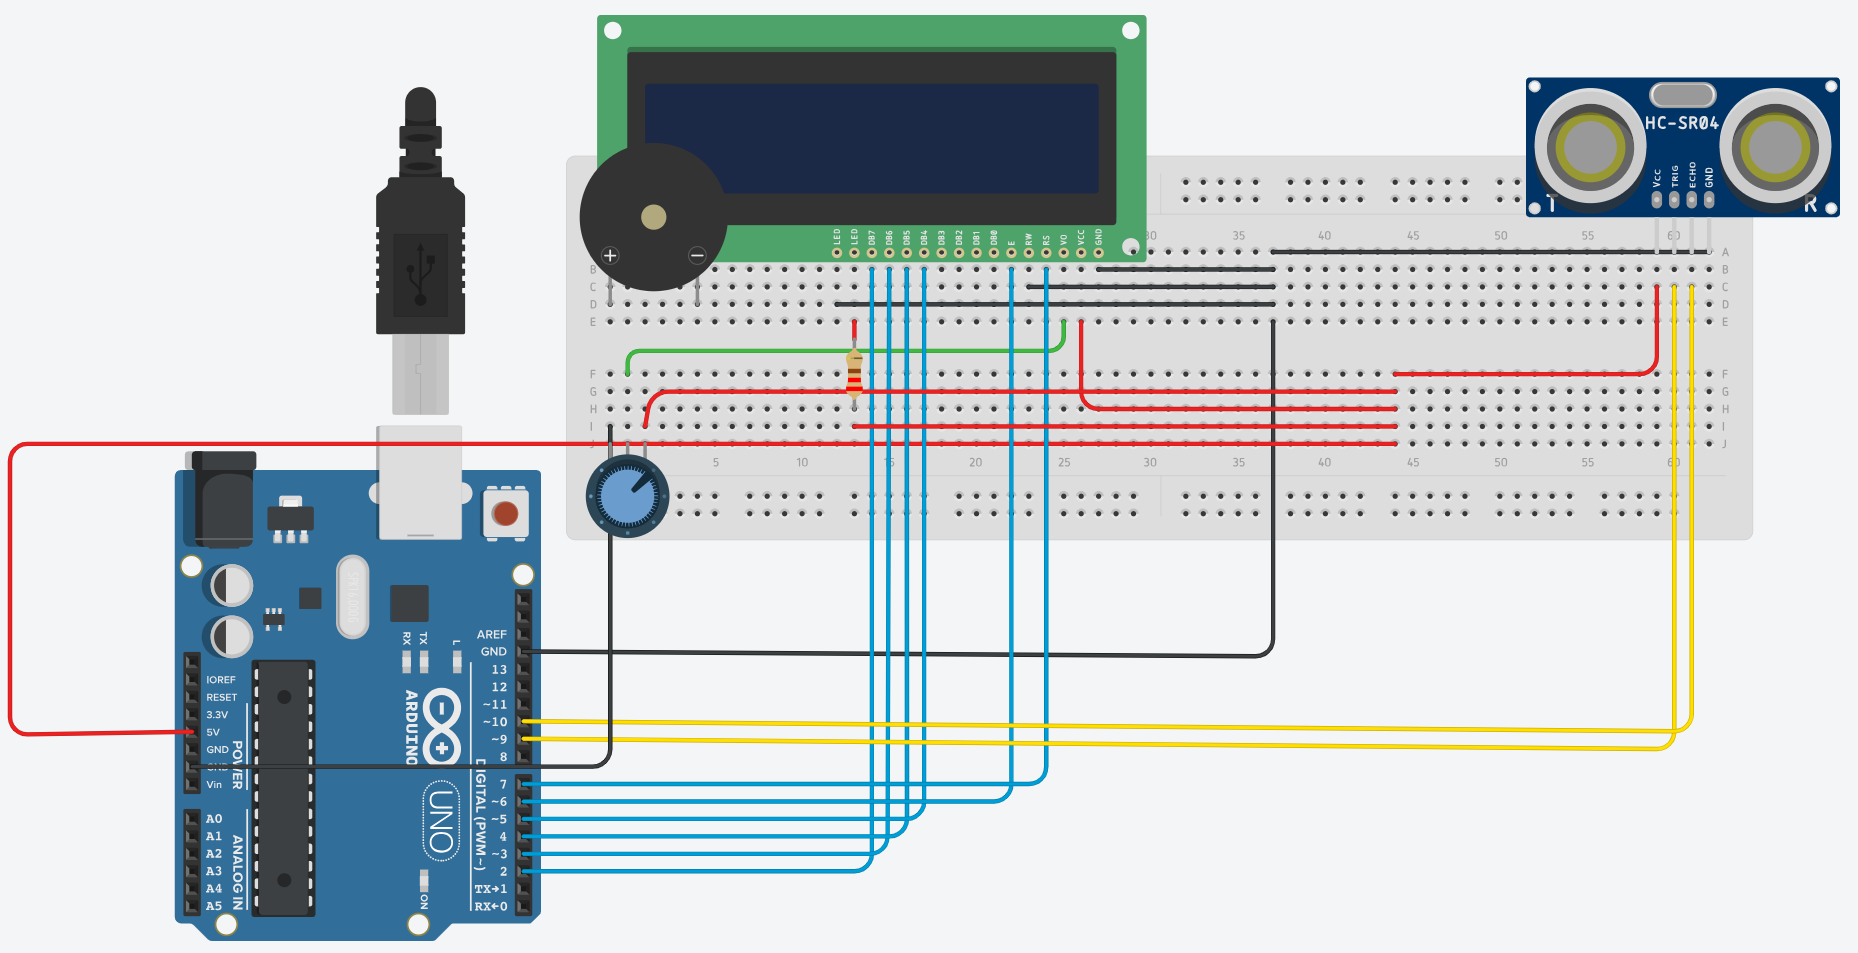 HC-SR04
VCC TRIG ECHO GND
T R
LED LED DB7 DB6 DB5 DB4 DB3 DB2 DB1 DB0 E RW RS VO VCC GND
+ −
30 35 40 45 50 55 60
A
B B
C C
D D
E E
F F
G G
H H
I I
J J
5 10 15 20 25 30 35 40 45 50 55 60
AREF
GND
13
12
~11
~10
~9
8
7
~6
~5
4
~3
2
TX→1
RX←0
DIGITAL (PWM~)
RX TX L
ARDUINO
UNO
ON
IOREF
RESET
3.3V
5V
GND
GND
Vin
POWER
A0
A1
A2
A3
A4
A5
ANALOG IN